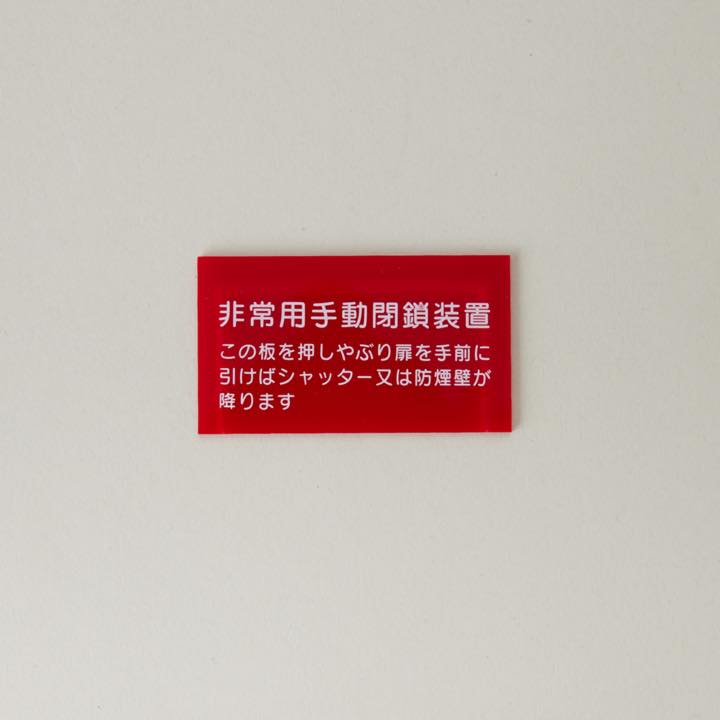 非常用手動閉鎖装置
この板を押しやぶり扉を手前に
引けばシャッター又は防煙壁が
降ります